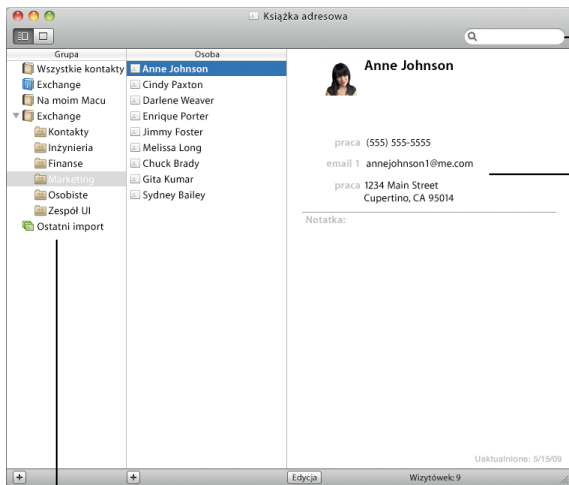 Książka adresowa
Grupa
Wszystkie kontakty
Exchange
Na moim Macu
Exchange
Kontakty
Inżynieria
Finanse
Marketing
Osobiste
Zespół UI
Ostatni import
Osoba
Anne Johnson
Cindy Paxton
Darlene Weaver
Enrique Porter
Jimmy Foster
Melissa Long
Chuck Brady
Gita Kumar
Sydney Bailey
Anne Johnson
praca (555) 555-5555
email 1 annejohnson1@me.com
praca 1234 Main Street
Cupertino, CA 95014
Notatka:
Uaktualnione: 5/15/09
Edycja
Wizytówek: 9